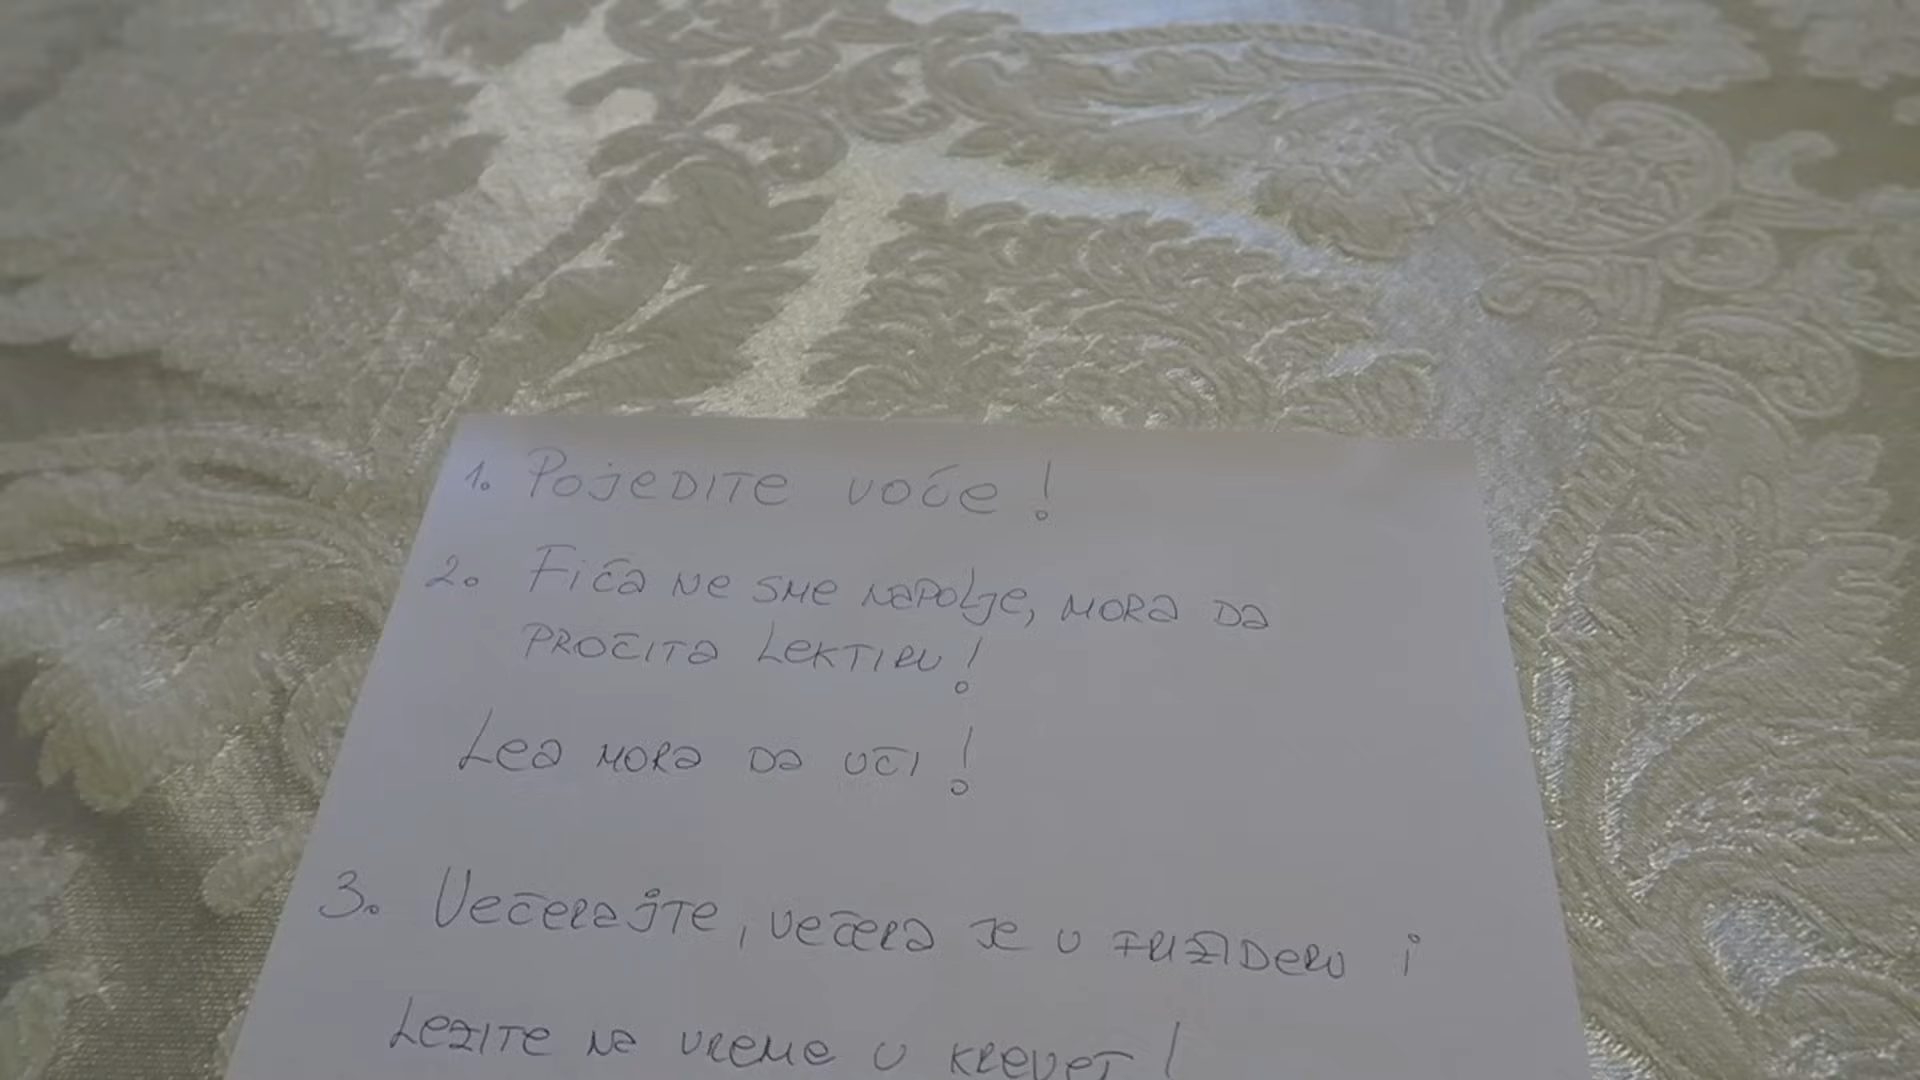 1. Pojedite voće!
2. Fića ne sme napolje, mora da
pročita lektiru!
Lea mora da uči!
3. Večerajte, večera je u frižideru i
Ležite na vreme u krevet!